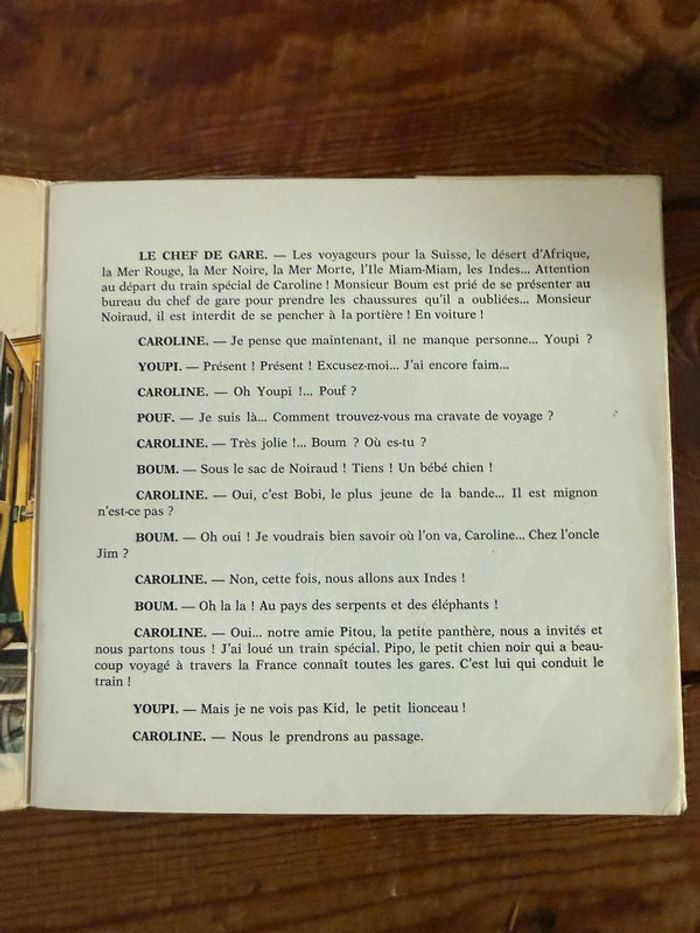 LE CHEF DE GARE. — Les voyageurs pour la Suisse, le désert d'Afrique,
la Mer Rouge, la Mer Noire, la Mer Morte, l'Ile Miam-Miam, les Indes... Attention
au départ du train spécial de Caroline ! Monsieur Boum est prié de se présenter au
bureau du chef de gare pour prendre les chaussures qu'il a oubliées... Monsieur
Noiraud, il est interdit de se pencher à la portière ! En voiture !
CAROLINE. — Je pense que maintenant, il ne manque personne... Youpi ?
YOUPI. — Présent ! Présent ! Excusez-moi... J'ai encore faim...
CAROLINE. — Oh Youpi !... Pouf ?
POUF. — Je suis là... Comment trouvez-vous ma cravate de voyage ?
CAROLINE. — Très jolie !... Boum ? Où es-tu ?
BOUM. — Sous le sac de Noiraud ! Tiens ! Un bébé chien !
CAROLINE. — Oui, c'est Bobi, le plus jeune de la bande... Il est mignon
n'est-ce pas ?
BOUM. — Oh oui ! Je voudrais bien savoir où l'on va, Caroline... Chez l'oncle
Jim ?
CAROLINE. — Non, cette fois, nous allons aux Indes !
BOUM. — Oh la la ! Au pays des serpents et des éléphants !
CAROLINE. — Oui... notre amie Pitou, la petite panthère, nous a invités et
nous partons tous ! J'ai loué un train spécial. Pipo, le petit chien noir qui a beau-
coup voyagé à travers la France connaît toutes les gares. C'est lui qui conduit le
train !
YOUPI. — Mais je ne vois pas Kid, le petit lionceau !
CAROLINE. — Nous le prendrons au passage.